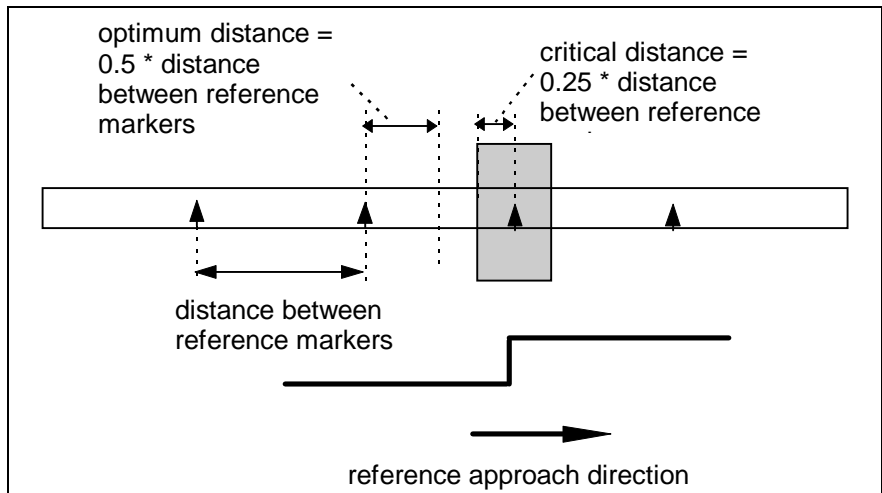 optimum distance =
0.5 * distance
between reference
markers
critical distance =
0.25 * distance
between reference
distance between
reference markers
reference approach direction